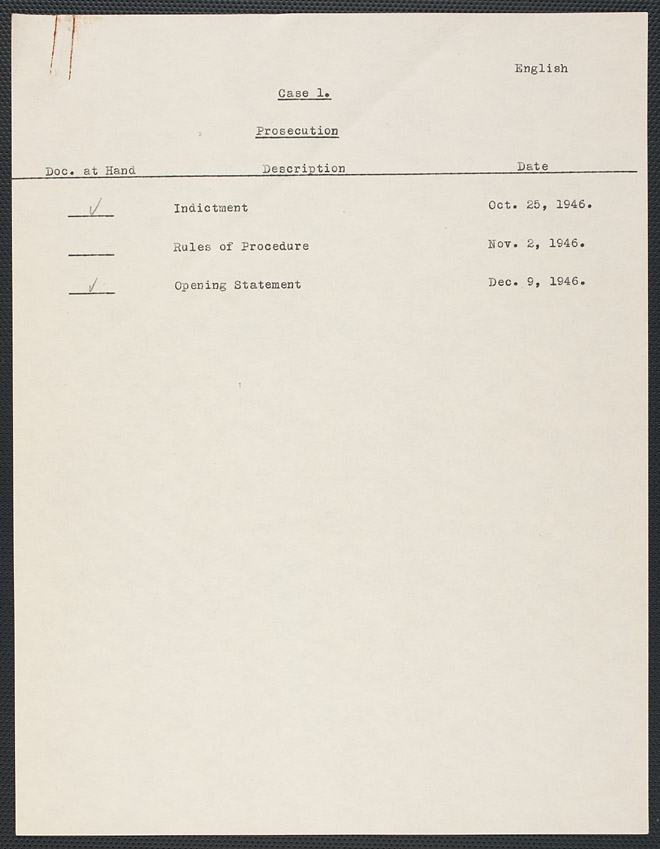 English
Case 1.
Prosecution
Doc. at Hand Description Date
✓ Indictment Oct. 25, 1946.
Rules of Procedure Nov. 2, 1946.
✓ Opening Statement Dec. 9, 1946.